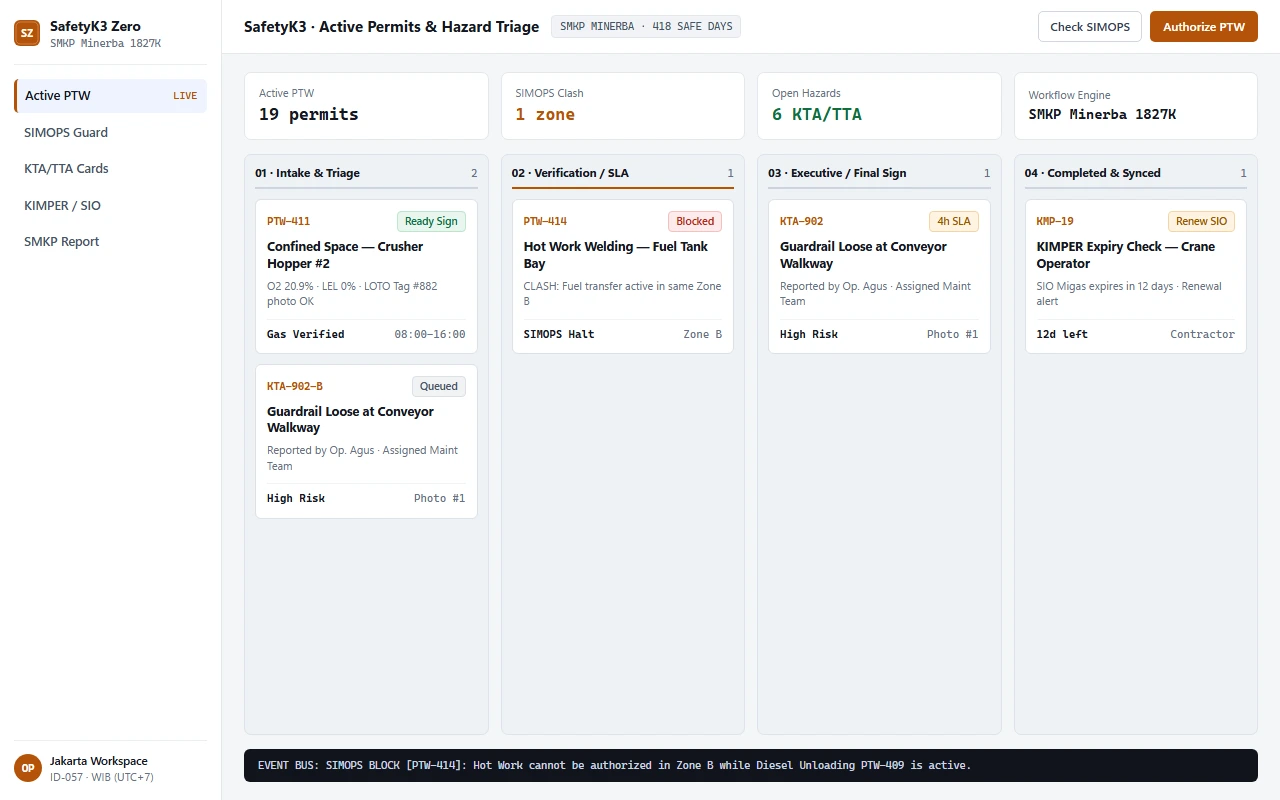 SZ
SafetyK3 Zero
SMKP Minerba 1827K
Active PTW LIVE
SIMOPS Guard
KTA/TTA Cards
KIMPER / SIO
SMKP Report
OP
Jakarta Workspace
ID-057 · WIB (UTC+7)
SafetyK3 · Active Permits & Hazard Triage
SMKP MINERBA · 418 SAFE DAYS
Check SIMOPS
Authorize PTW
Active PTW
19 permits
SIMOPS Clash
1 zone
Open Hazards
6 KTA/TTA
Workflow Engine
SMKP Minerba 1827K
01 · Intake & Triage 2
PTW-411 Ready Sign
Confined Space — Crusher
Hopper #2
O2 20.9% · LEL 0% · LOTO Tag #882
photo OK
Gas Verified 08:00–16:00
KTA-902-B Queued
Guardrail Loose at Conveyor
Walkway
Reported by Op. Agus · Assigned Maint
Team
High Risk Photo #1
02 · Verification / SLA 1
PTW-414 Blocked
Hot Work Welding — Fuel Tank
Bay
CLASH: Fuel transfer active in same Zone
B
SIMOPS Halt Zone B
03 · Executive / Final Sign 1
KTA-902 4h SLA
Guardrail Loose at Conveyor
Walkway
Reported by Op. Agus · Assigned Maint
Team
High Risk Photo #1
04 · Completed & Synced 1
KMP-19 Renew SIO
KIMPER Expiry Check — Crane
Operator
SIO Migas expires in 12 days · Renewal
alert
12d left Contractor
EVENT BUS: SIMOPS BLOCK [PTW-414]: Hot Work cannot be authorized in Zone B while Diesel Unloading PTW-409 is active.